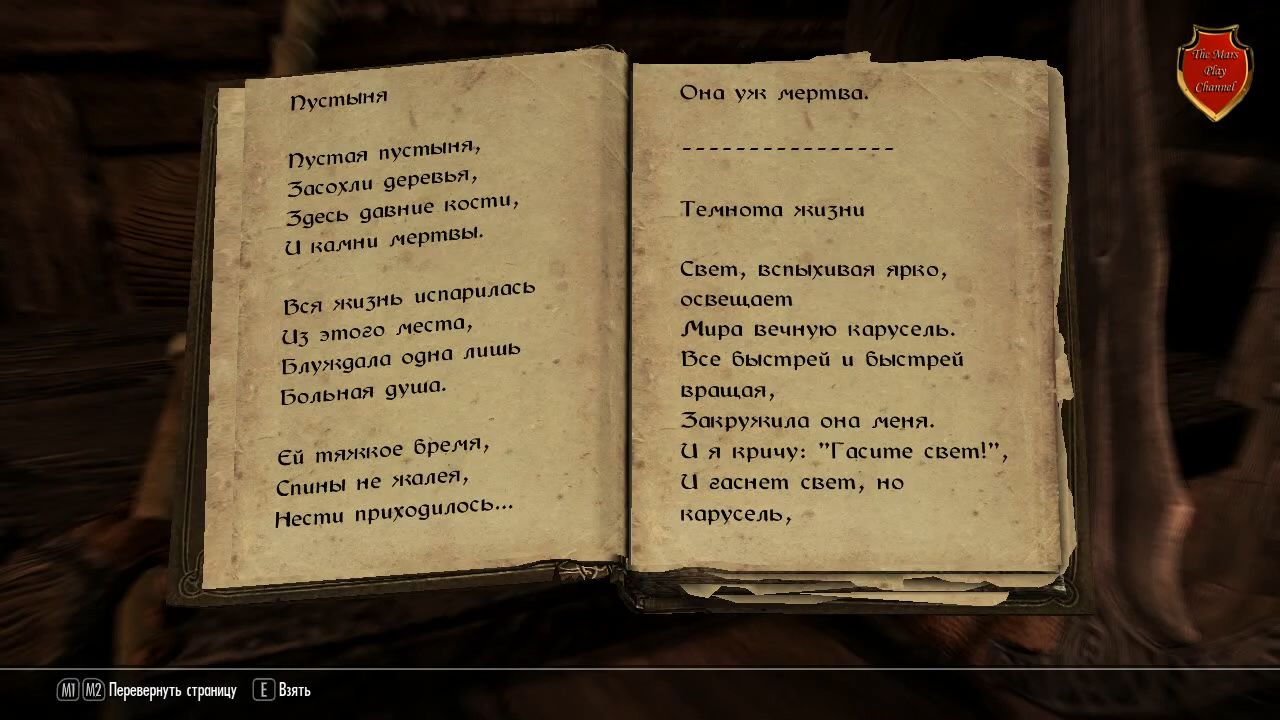 Пустыня
Пустая пустыня,
Засохли деревья,
Здесь давние кости,
И камни мертвы.
Вся жизнь испарилась
Из этого места,
Блуждала одна лишь
Больная душа.
Ей тяжкое бремя,
Спины не жалея,
Нести приходилось...
Она уж мертва.
----------------
Темнота жизни
Свет, вспыхивая ярко,
освещает
Мира вечную карусель.
Все быстрей и быстрей
вращая,
Закружила она меня.
И я кричу: "Гасите свет!",
И гаснет свет, но
карусель,
The Mars
Play
Channel
M1 M2 Перевернуть страницу E Взять